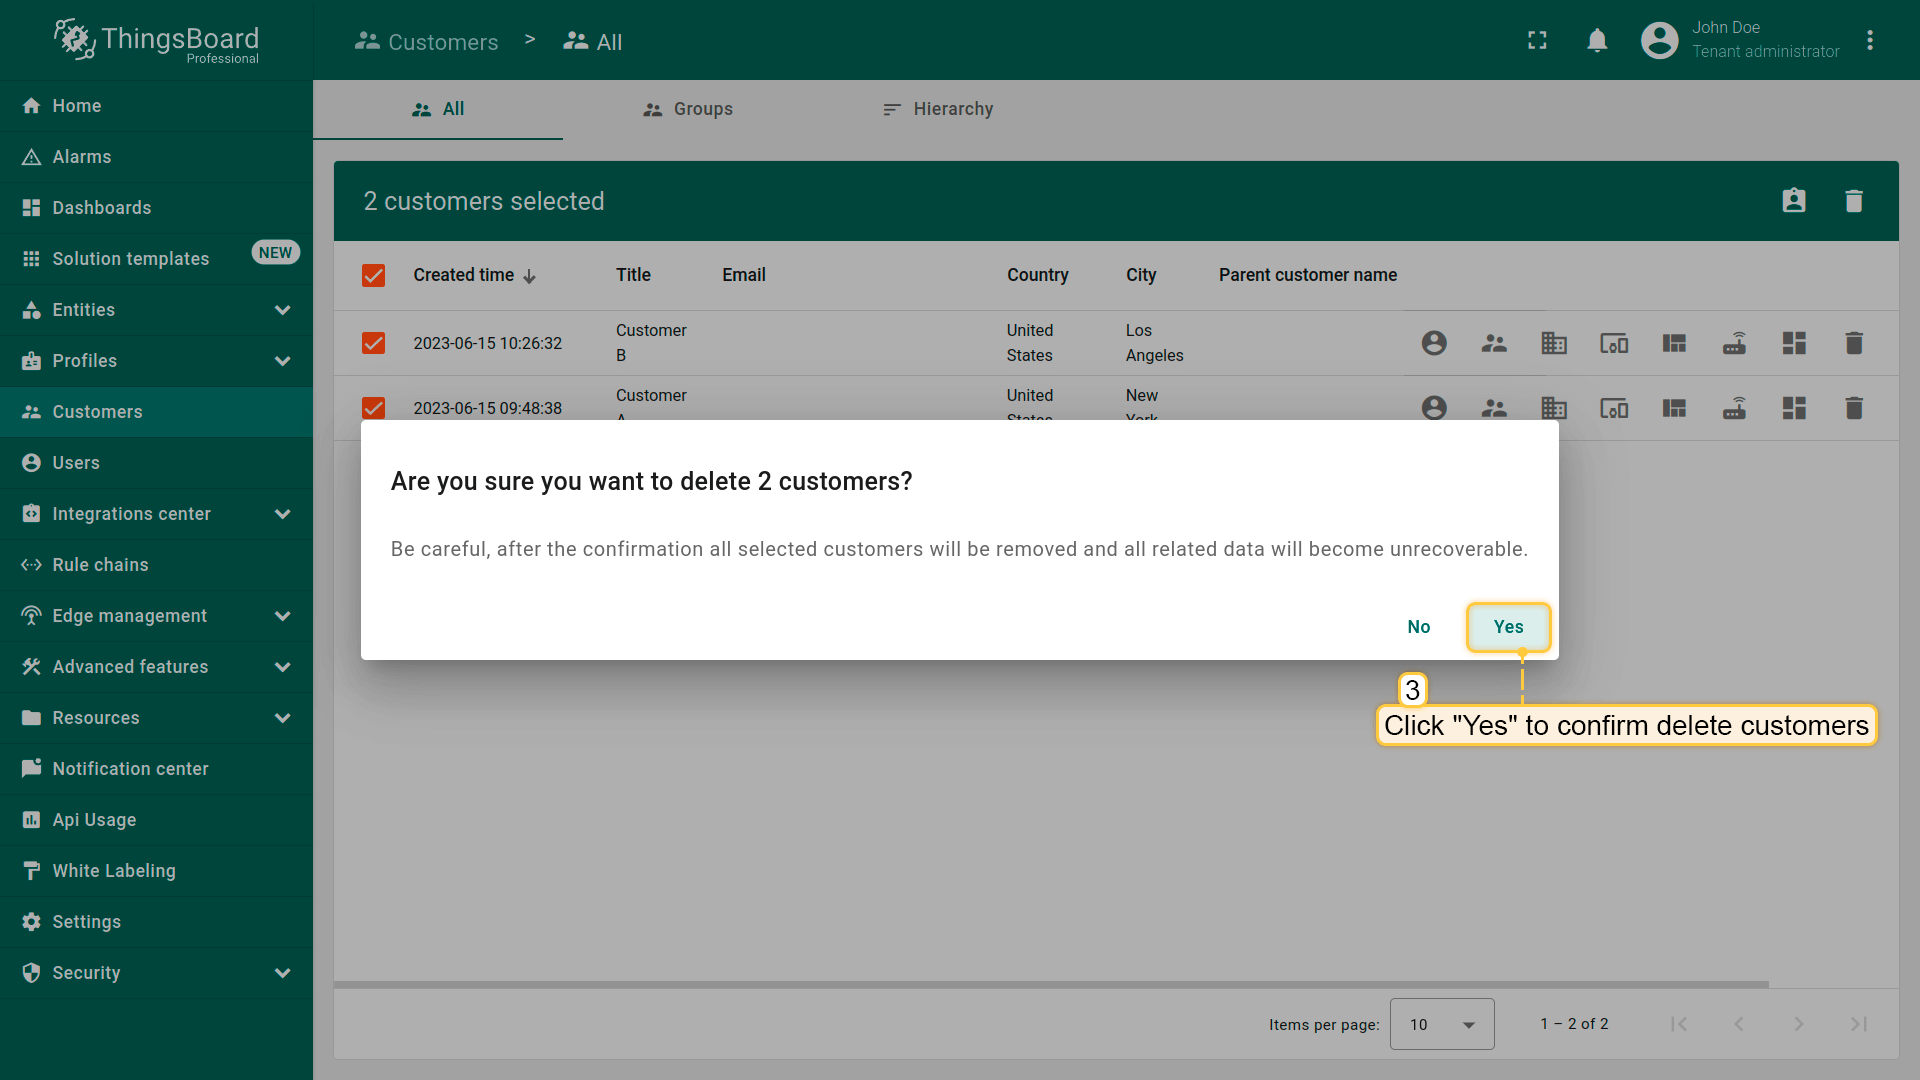 ThingsBoard
Professional
Customers > All
John Doe
Tenant administrator
Home
Alarms
Dashboards
Solution templates NEW
Entities
Profiles
Customers
Users
Integrations center
Rule chains
Edge management
Advanced features
Resources
Notification center
Api Usage
White Labeling
Settings
Security
All Groups Hierarchy
2 customers selected
Created time Title Email Country City Parent customer name
2023-06-15 10:26:32 Customer B United States Los Angeles
2023-06-15 09:48:38 Customer A United States New York
Are you sure you want to delete 2 customers?
Be careful, after the confirmation all selected customers will be removed and all related data will become unrecoverable.
No Yes
3
Click "Yes" to confirm delete customers
Items per page: 10 1 – 2 of 2